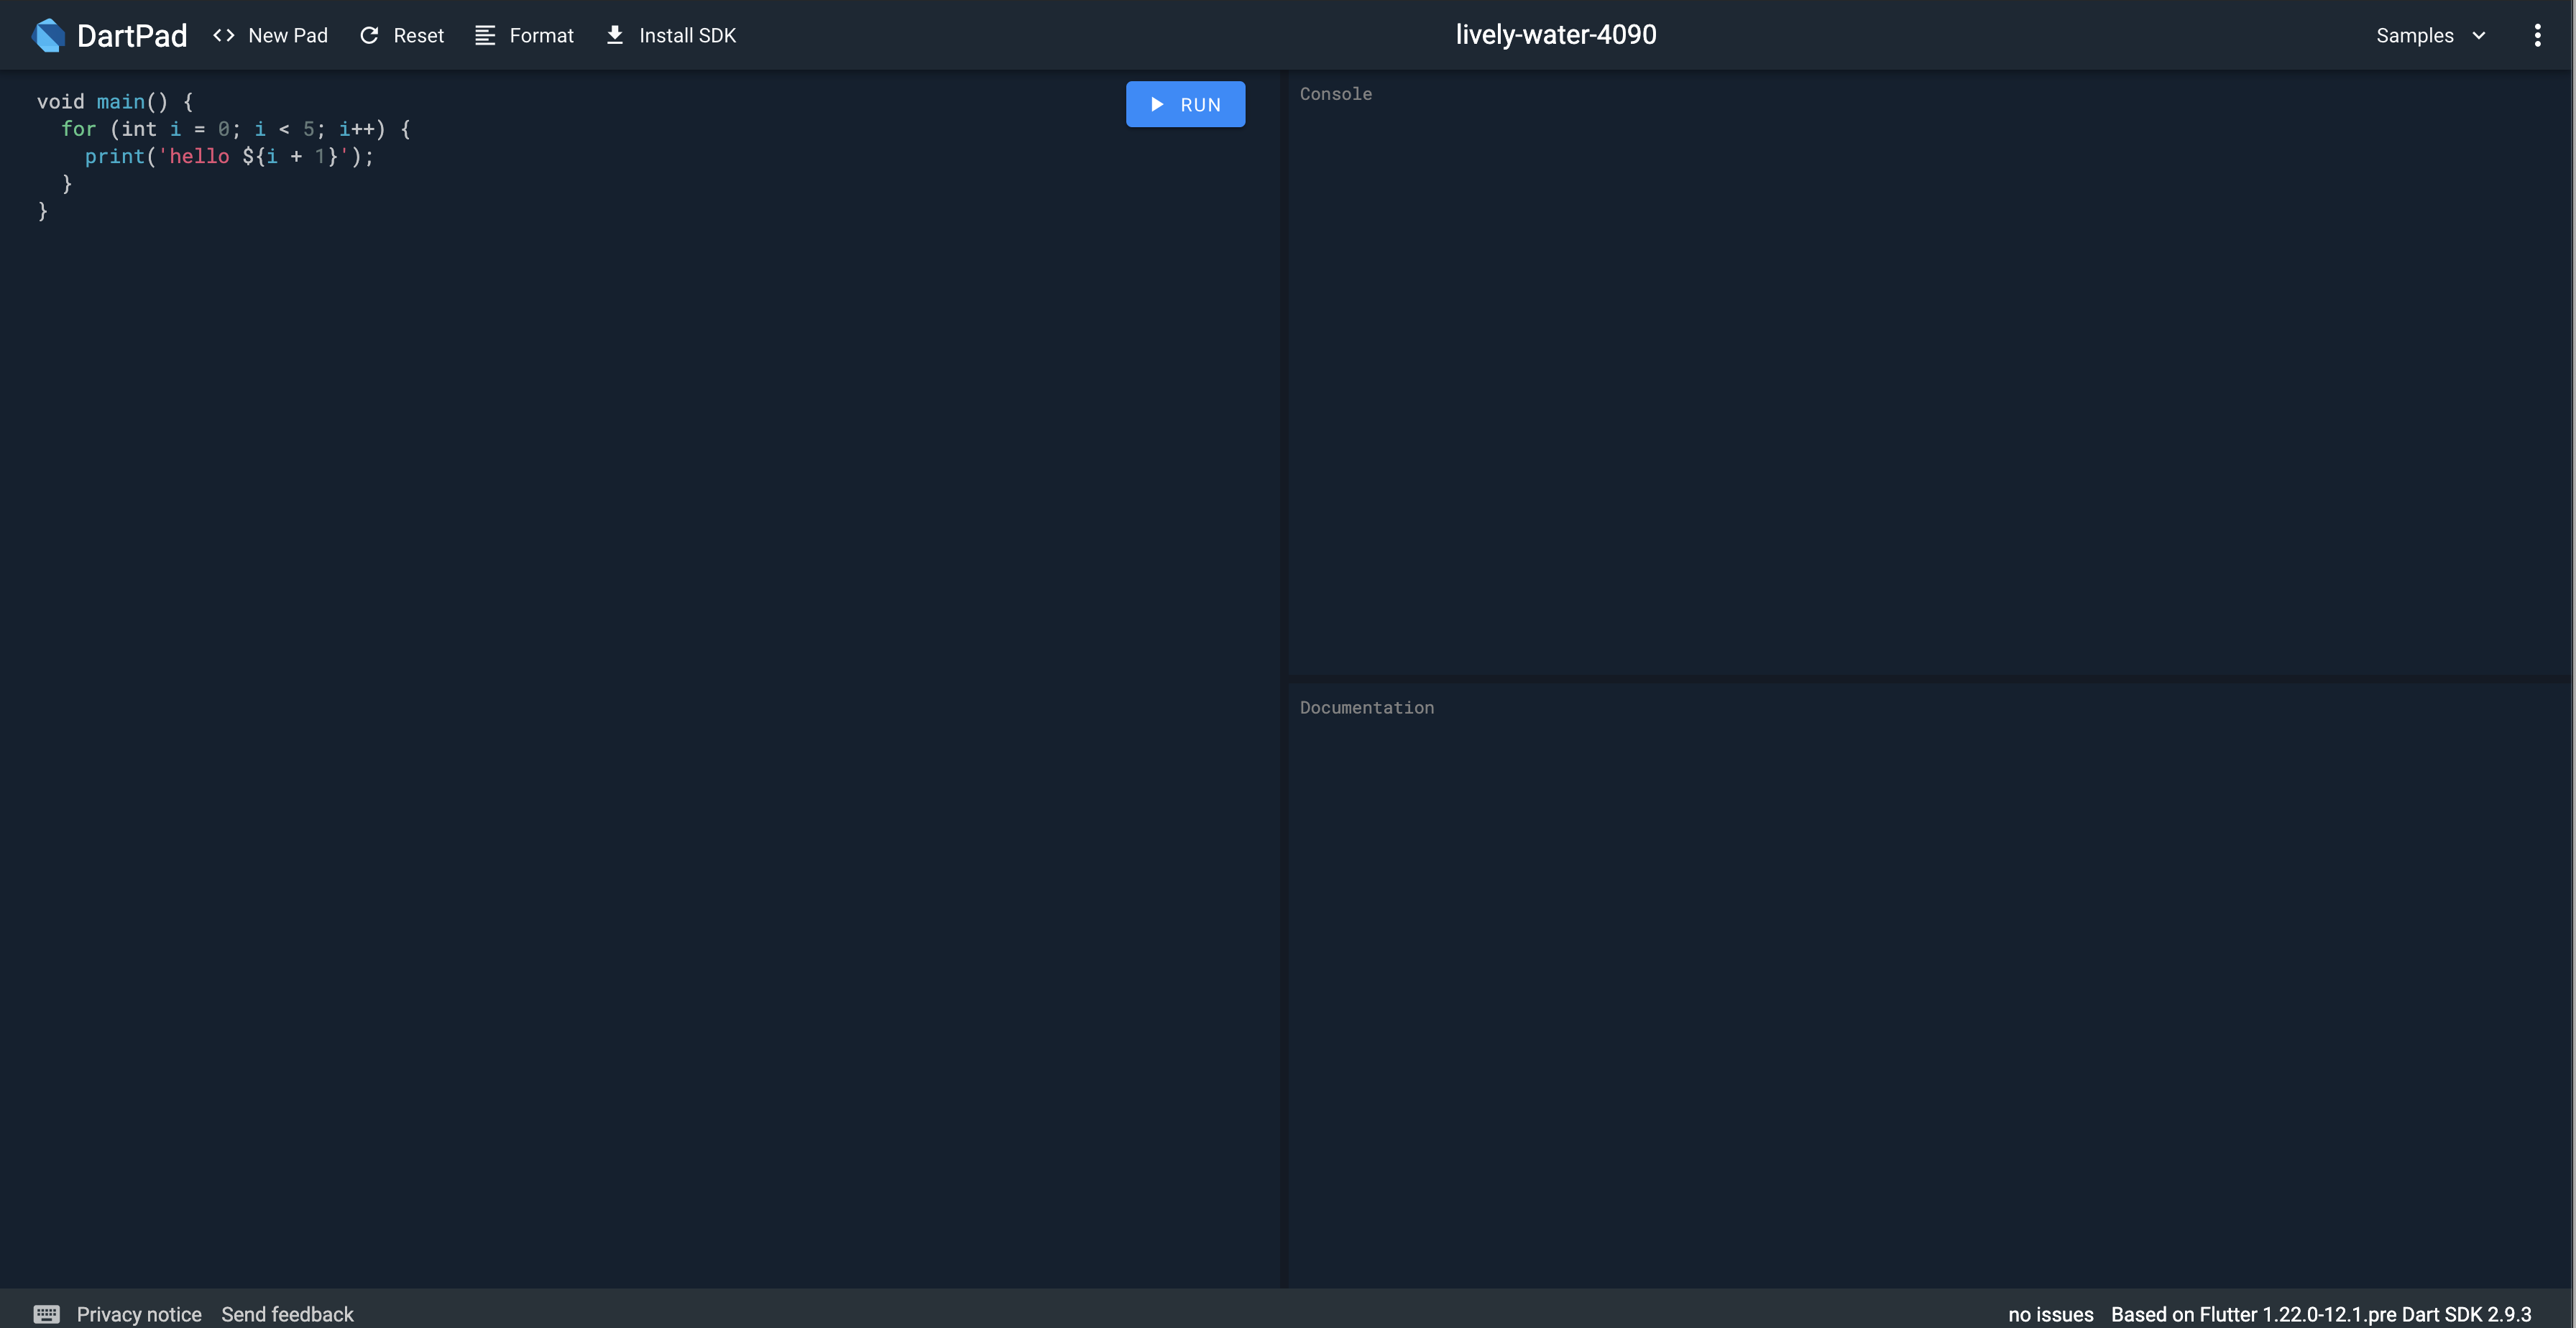 DartPad <> New Pad Reset Format Install SDK lively-water-4090 Samples
void main() {
  for (int i = 0; i < 5; i++) {
    print('hello ${i + 1}');
  }
}
RUN
Console
Documentation
Privacy notice Send feedback no issues Based on Flutter 1.22.0-12.1.pre Dart SDK 2.9.3